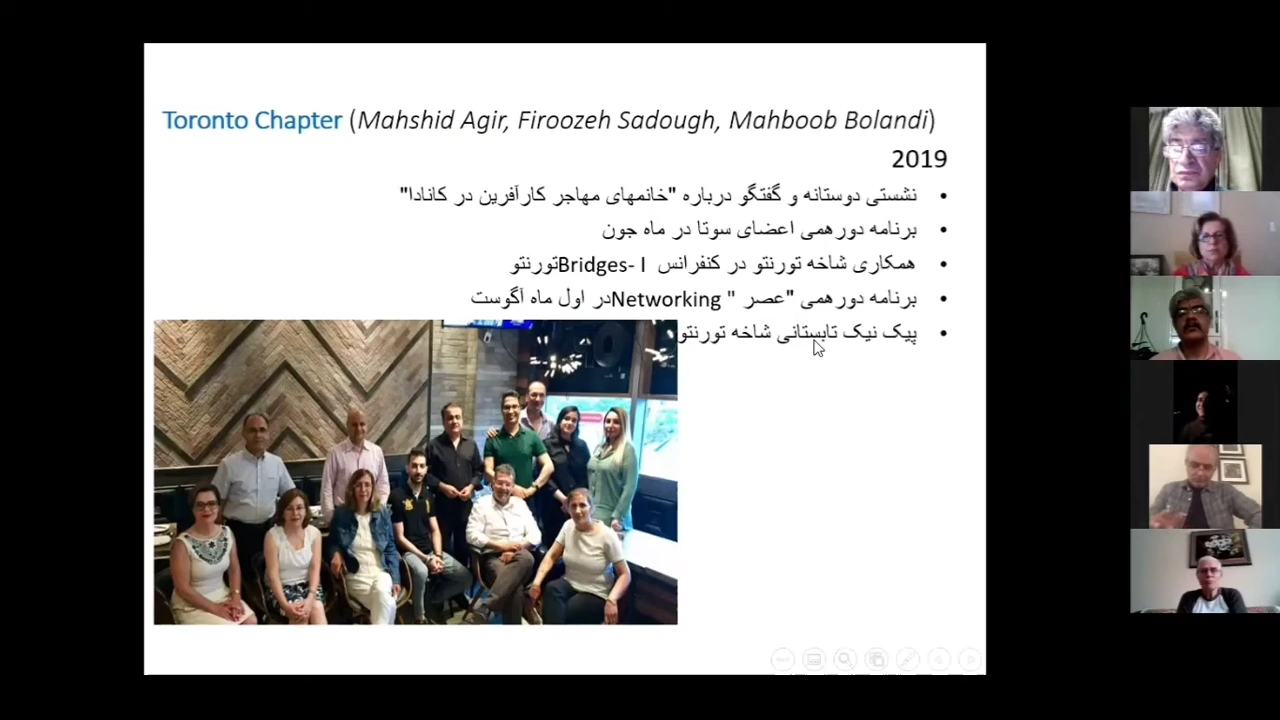 Toronto Chapter (Mahshid Agir, Firoozeh Sadough, Mahboob Bolandi)
2019
• نشستی دوستانه و گفتگو درباره "خانمهای مهاجر کارآفرین در کانادا"
• برنامه دورهمی اعضای سوتا در ماه جون
• همکاری شاخه تورنتو در کنفرانس Bridges- I تورنتو
• برنامه دورهمی "عصر Networking " در اول ماه آگوست
• پیک نیک تابستانی شاخه تورنتو